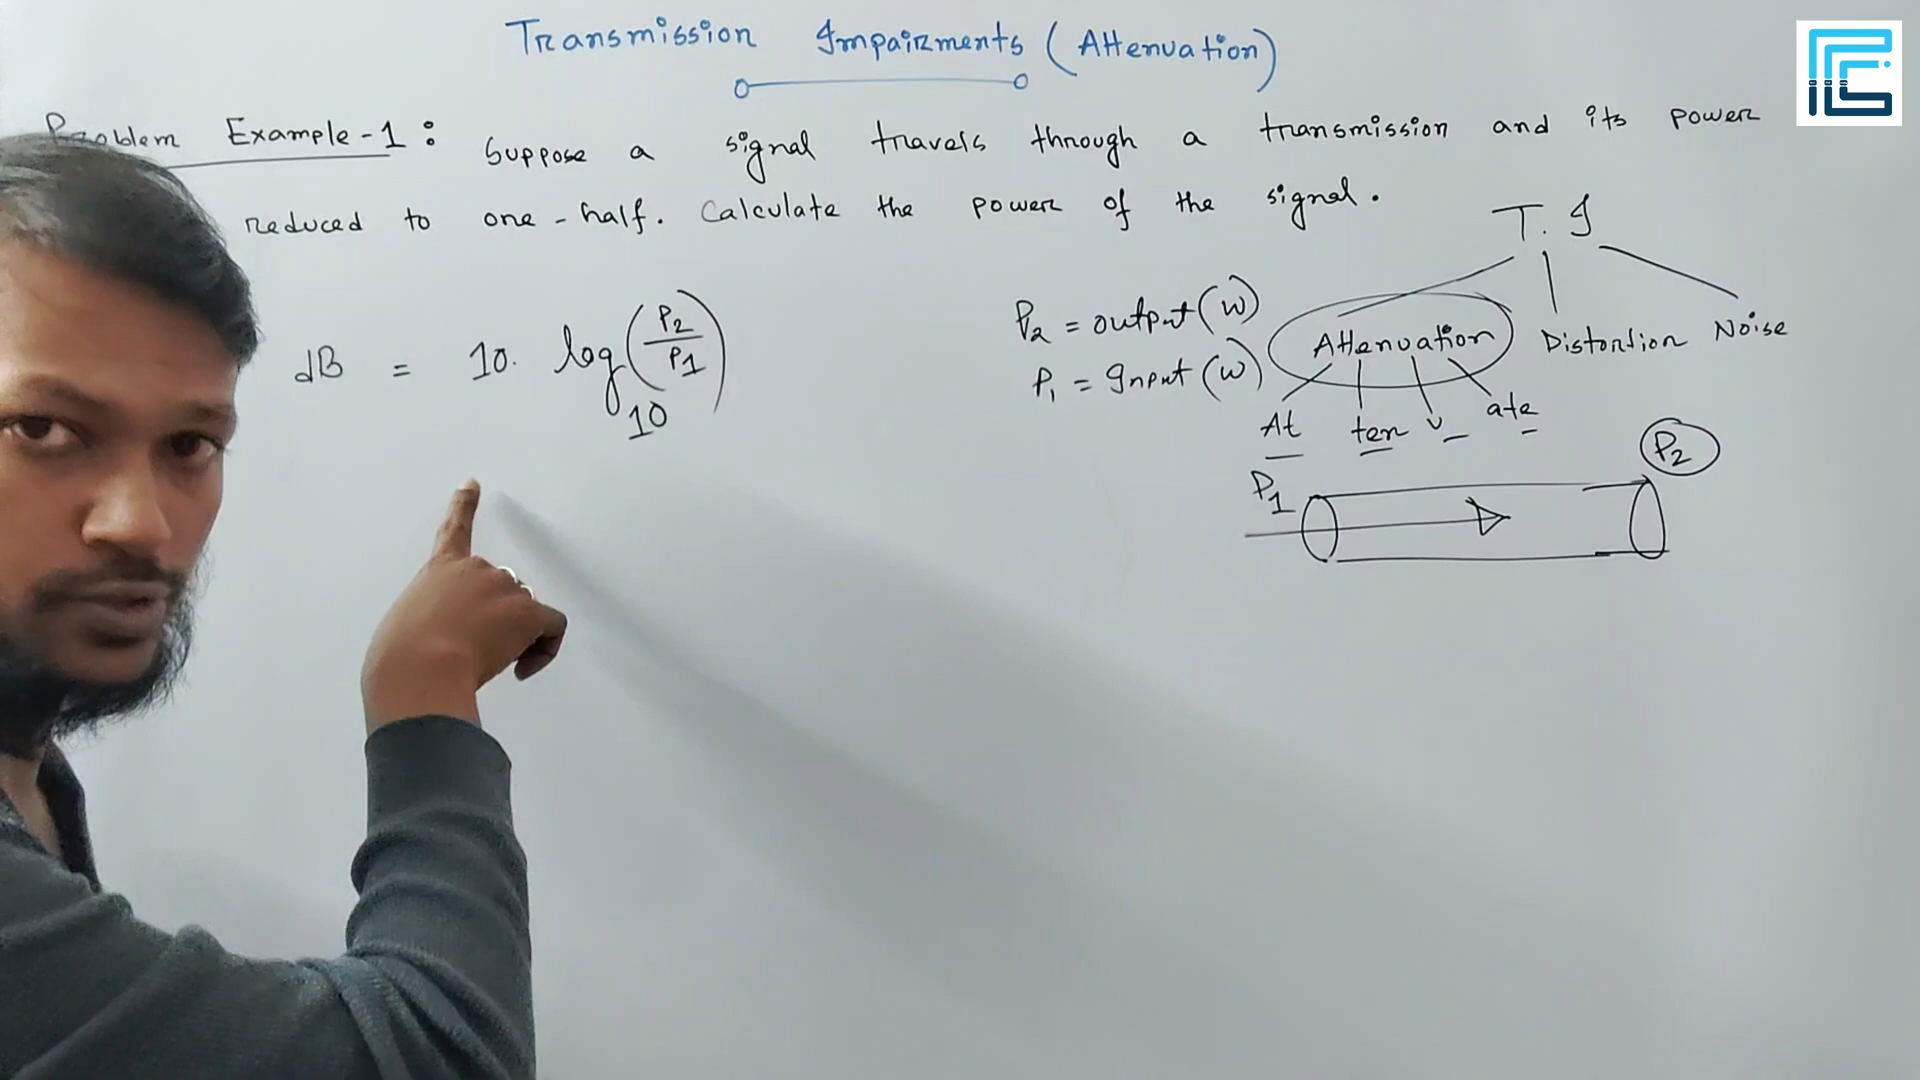 Transmission Impairments (Attenuation)
Problem Example-1: Suppose a signal travels through a transmission and its power
reduced to one-half. Calculate the power of the signal.
T. I
Attenuation Distortion Noise
At ten u ate
P2 = output (W)
P1 = Input (W)
dB = 10. log10 (P2/P1)
P1
P2